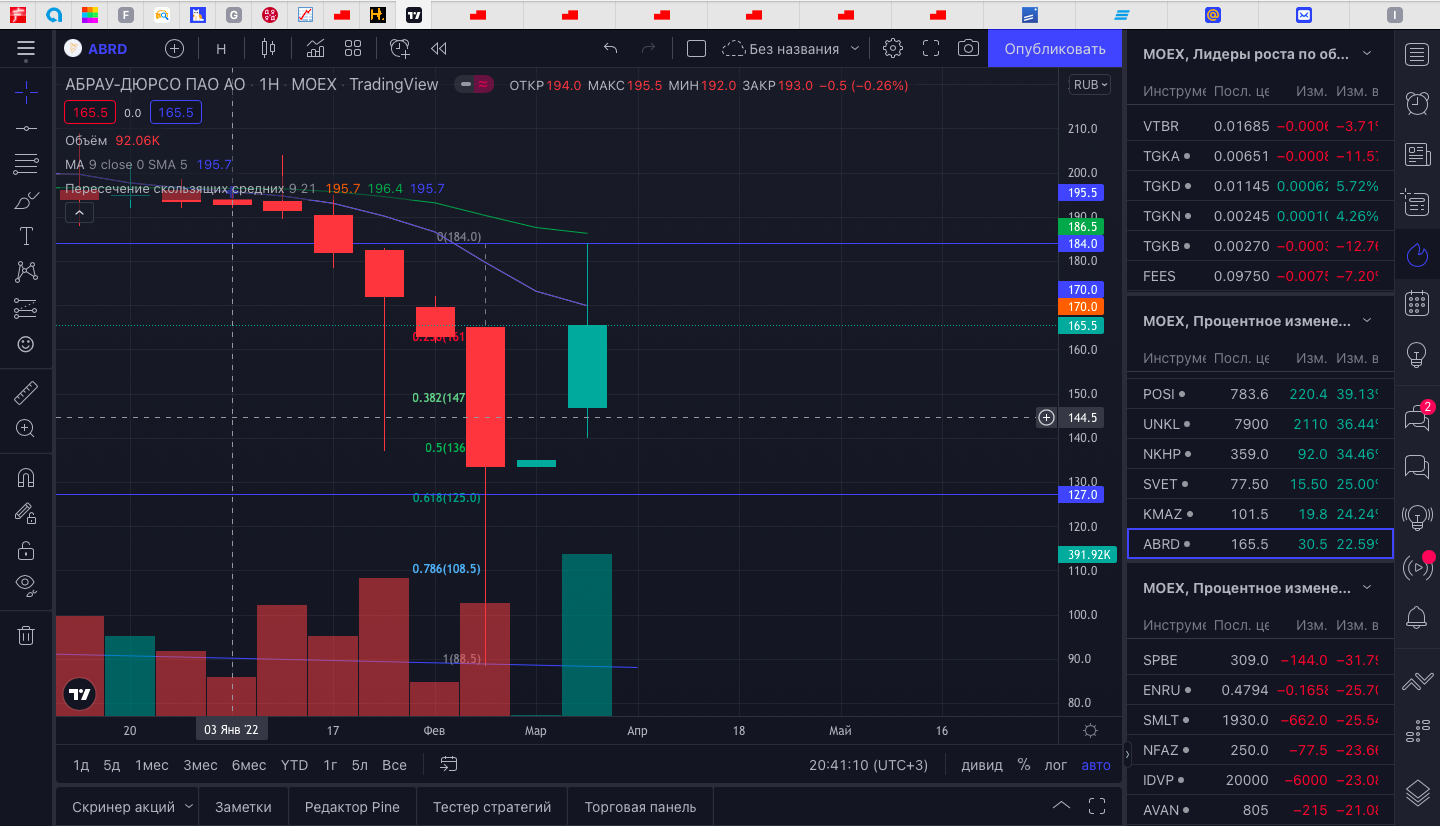 ABRD
Н
Без названия
Опубликовать
АБРАУ-ДЮРСО ПАО АО · 1Н · MOEX · TradingView
ОТКР 194.0 МАКС 195.5 МИН 192.0 ЗАКР 193.0 −0.5 (−0.26%)
RUB
165.5 0.0 165.5
Объём 92.06K
MA 9 close 0 SMA 5 195.7
Пересечение скользящих средних 9 21 195.7 196.4 195.7
0(184.0)
0.382(147
0.5(136
0.618(125.0)
0.786(108.5)
1(88.5)
210.0
200.0
195.5
190.0
186.5
184.0
180.0
170.0
170.0
165.5
160.0
150.0
144.5
140.0
130.0
127.0
120.0
391.92K
110.0
100.0
90.0
80.0
20 03 Янв '22 17 Фев Мар Апр 18 Май 16
1д 5д 1мес 3мес 6мес YTD 1г 5л Все
20:41:10 (UTC+3) дивид % лог авто
Скринер акций Заметки Редактор Pine Тестер стратегий Торговая панель
MOEX, Лидеры роста по об...
Инструме Посл. це Изм. Изм. в
VTBR 0.01685 −0.0006 −3.71
TGKA 0.00651 −0.0008 −11.5
TGKD 0.01145 0.00062 5.72%
TGKN 0.00245 0.00010 4.26%
TGKB 0.00270 −0.0003 −12.7
FEES 0.09750 −0.0075 −7.20
MOEX, Процентное измене...
Инструме Посл. це Изм. Изм. в
POSI 783.6 220.4 39.13
UNKL 7900 2110 36.44
NKHP 359.0 92.0 34.46
SVET 77.50 15.50 25.00
KMAZ 101.5 19.8 24.24
ABRD 165.5 30.5 22.59
MOEX, Процентное измене...
Инструме Посл. це Изм. Изм. в
SPBE 309.0 −144.0 −31.79
ENRU 0.4794 −0.1658 −25.7
SMLT 1930.0 −662.0 −25.54
NFAZ 250.0 −77.5 −23.6
IDVP 20000 −6000 −23.0
AVAN 805 −215 −21.0
2